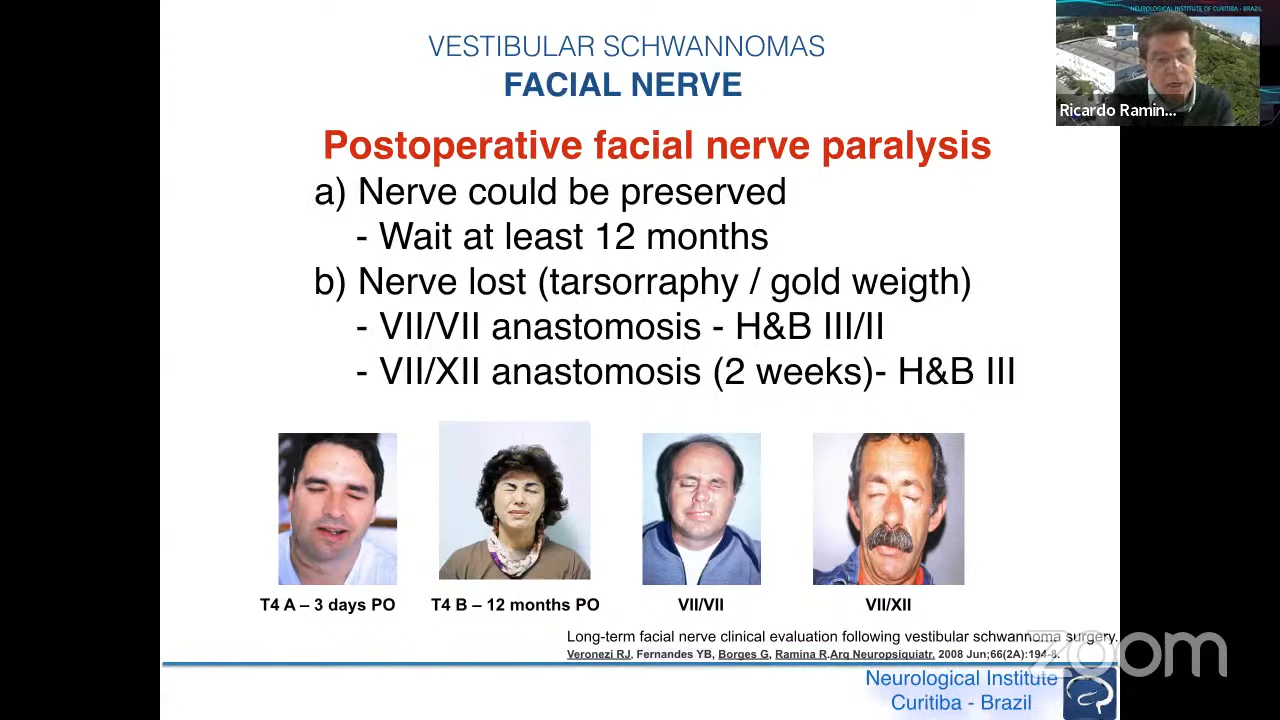 NEUROLOGICAL INSTITUTE OF CURITIBA - BRAZIL
Ricardo Ramin...
VESTIBULAR SCHWANNOMAS
FACIAL NERVE
Postoperative facial nerve paralysis
a) Nerve could be preserved
- Wait at least 12 months
b) Nerve lost (tarsorraphy / gold weigth)
- VII/VII anastomosis - H&B III/II
- VII/XII anastomosis (2 weeks)- H&B III
T4 A – 3 days PO
T4 B – 12 months PO
VII/VII
VII/XII
Long-term facial nerve clinical evaluation following vestibular schwannoma surgery.
Veronezi RJ, Fernandes YB, Borges G, Ramina R.Arq Neuropsiquiatr. 2008 Jun;66(2A):194-8.
zoom
Neurological Institute
Curitiba - Brazil